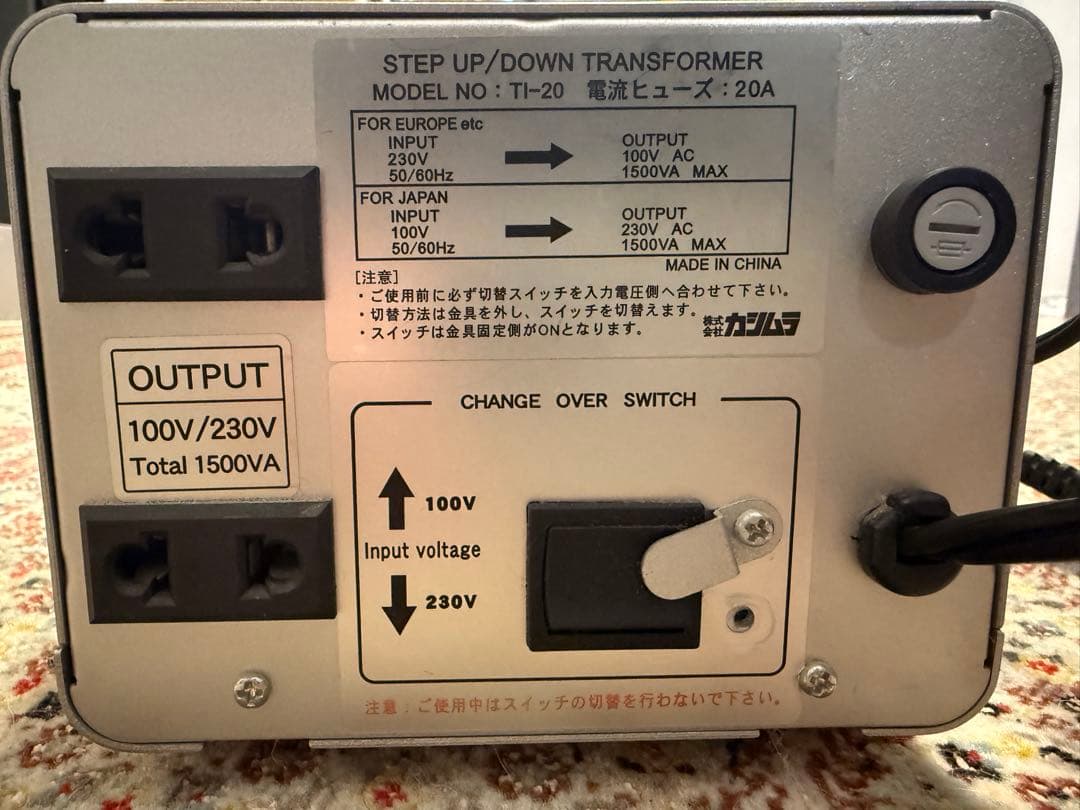 STEP UP/DOWN TRANSFORMER
MODEL NO : TI-20 電流ヒューズ : 20A
FOR EUROPE etc
INPUT
230V
50/60Hz
OUTPUT
100V AC
1500VA MAX
FOR JAPAN
INPUT
100V
50/60Hz
OUTPUT
230V AC
1500VA MAX
MADE IN CHINA
[注意]
・ご使用前に必ず切替スイッチを入力電圧側へ合わせて下さい。
・切替方法は金具を外し、スイッチを切替えます。
・スイッチは金具固定側がONとなります。
株式会社 カシムラ
OUTPUT
100V/230V
Total 1500VA
CHANGE OVER SWITCH
100V
Input voltage
230V
注意 : ご使用中はスイッチの切替を行わないで下さい。